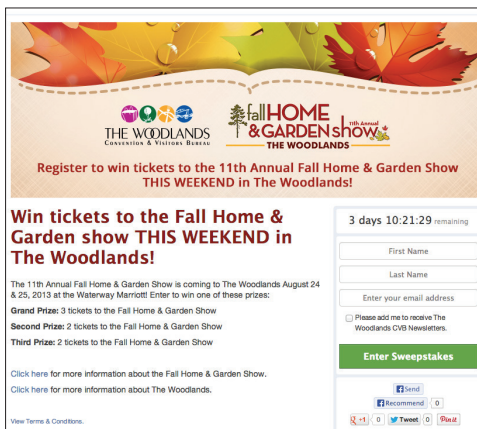 THE WOODLANDS
CONVENTION & VISITORS BUREAU
fallHOME
&GARDENshow
11th Annual
THE WOODLANDS
Register to win tickets to the 11th Annual Fall Home & Garden Show
THIS WEEKEND in The Woodlands!
Win tickets to the Fall Home &
Garden show THIS WEEKEND in
The Woodlands!
The 11th Annual Fall Home & Garden Show is coming to The Woodlands August 24
& 25, 2013 at the Waterway Marriott! Enter to win one of these prizes:
Grand Prize: 3 tickets to the Fall Home & Garden Show
Second Prize: 2 tickets to the Fall Home & Garden Show
Third Prize: 2 tickets to the Fall Home & Garden Show
Click here for more information about the Fall Home & Garden Show.
Click here for more information about The Woodlands.
View Terms & Conditions.
3 days 10:21:29 remaining
First Name
Last Name
Enter your email address
Please add me to receive The
Woodlands CVB Newsletters.
Enter Sweepstakes
Send
Recommend 0
+1 0 Tweet 0 Pin it